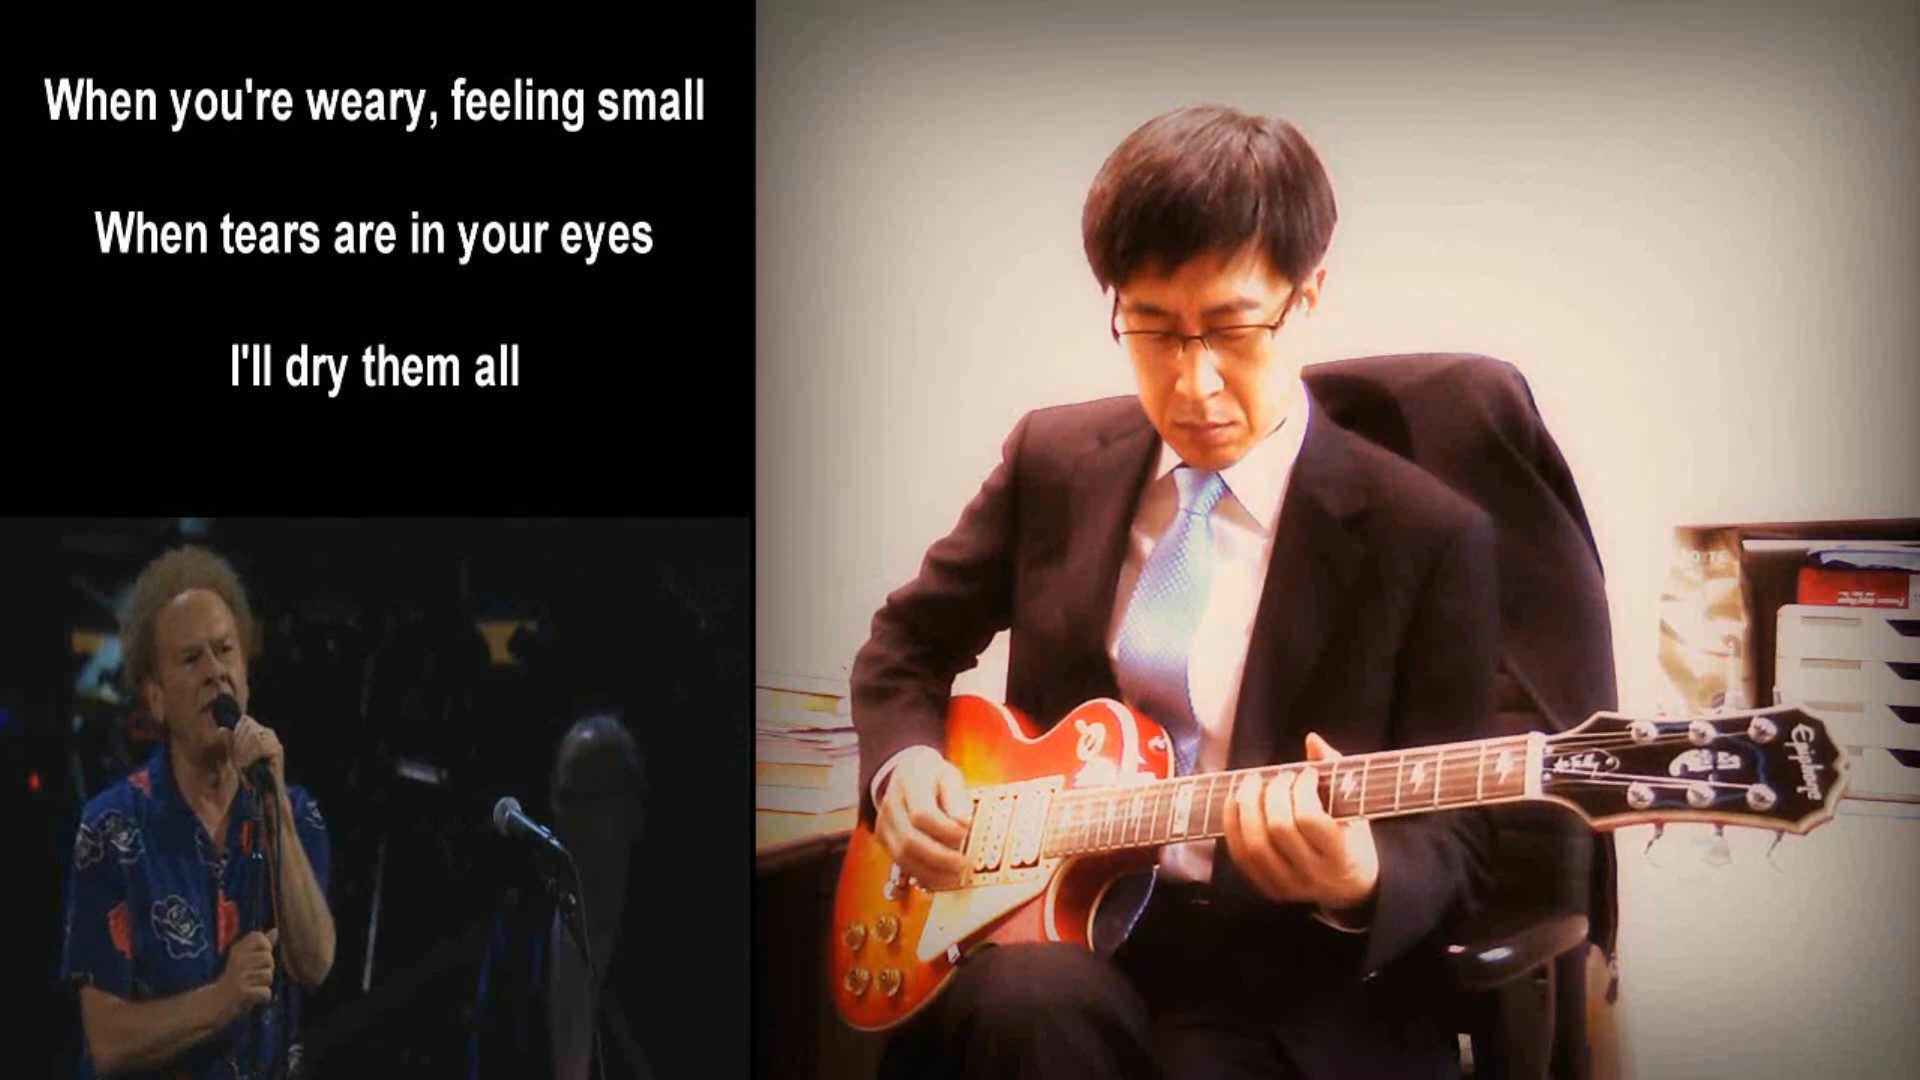 When you're weary, feeling small
When tears are in your eyes
I'll dry them all
Epiphone